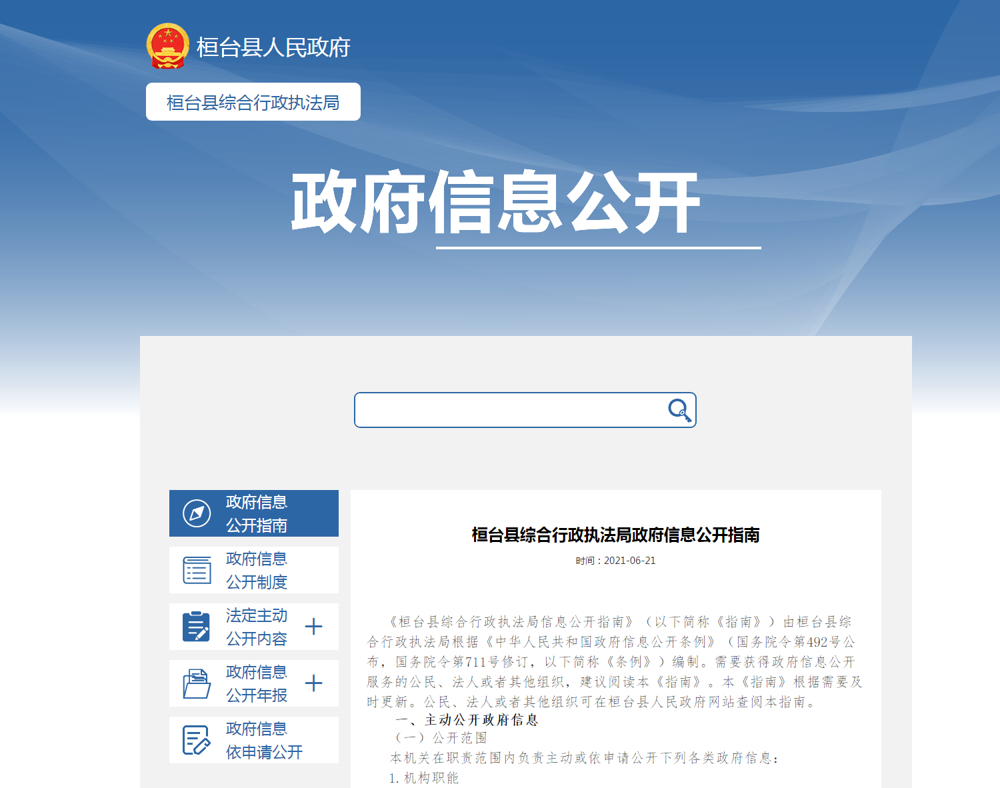 桓台县人民政府
桓台县综合行政执法局
政府信息公开
政府信息
公开指南
政府信息
公开制度
法定主动
公开内容
政府信息
公开年报
政府信息
依申请公开
桓台县综合行政执法局政府信息公开指南
时间：2021-06-21
《桓台县综合行政执法局信息公开指南》（以下简称《指南》）由桓台县综
合行政执法局根据《中华人民共和国政府信息公开条例》（国务院令第492号公
布，国务院令第711号修订，以下简称《条例》）编制。需要获得政府信息公开
服务的公民、法人或者其他组织，建议阅读本《指南》。本《指南》根据需要及
时更新。公民、法人或者其他组织可在桓台县人民政府网站查阅本指南。
一、主动公开政府信息
（一）公开范围
本机关在职责范围内负责主动或依申请公开下列各类政府信息：
1.机构职能